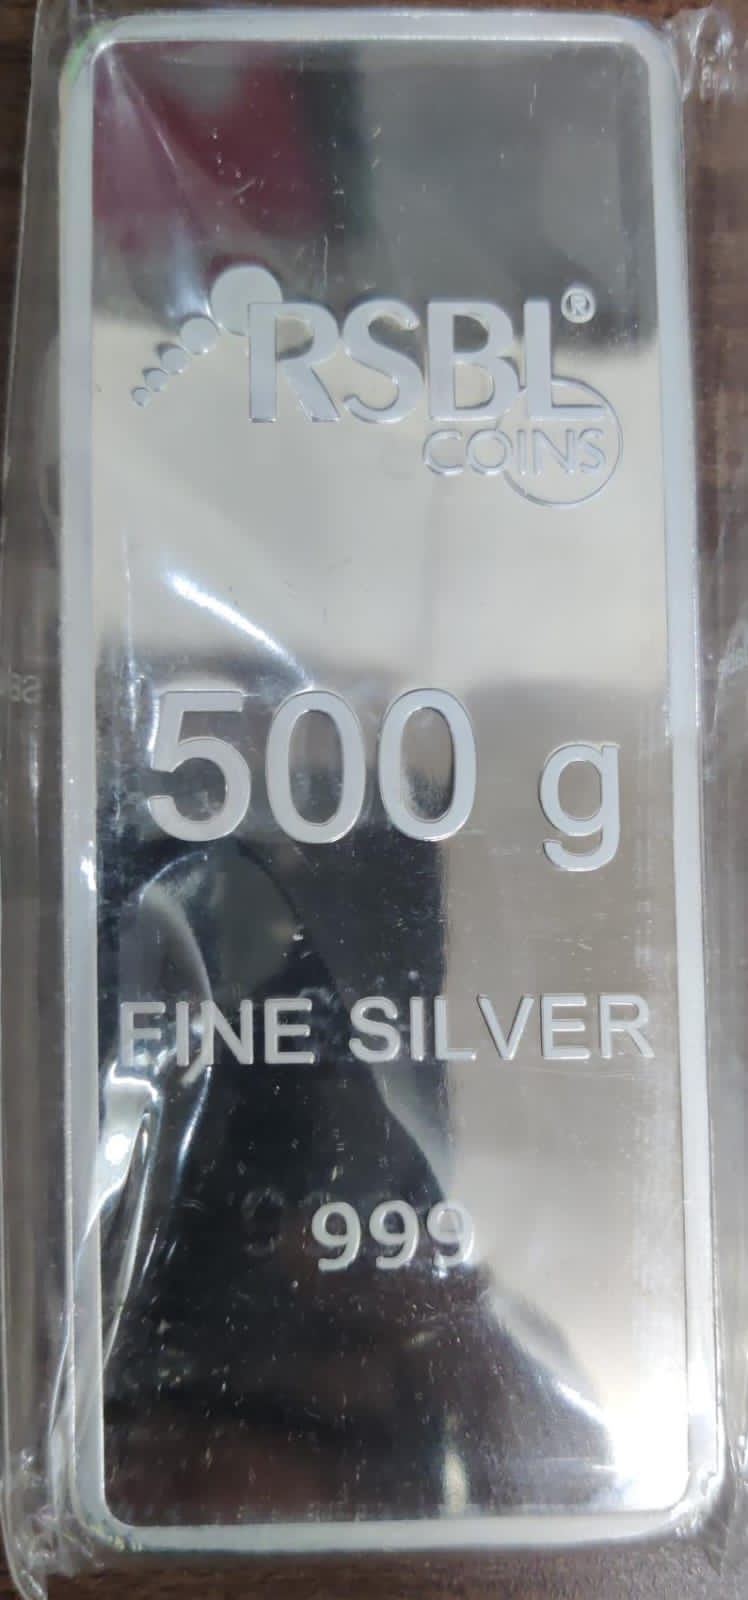 RSBL®
COINS
500 g
FINE SILVER
999